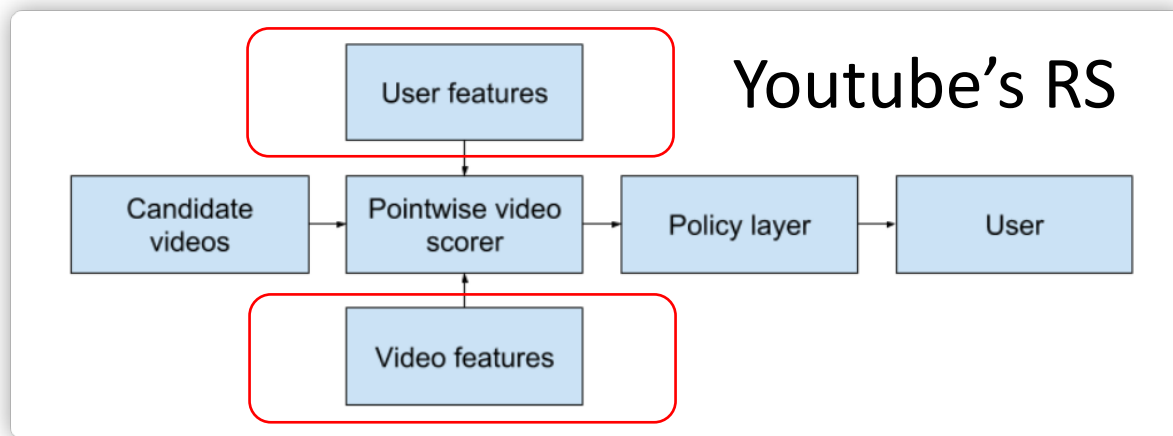 Youtube’s RS
User features
Candidate
videos
Pointwise video
scorer
Policy layer
User
Video features